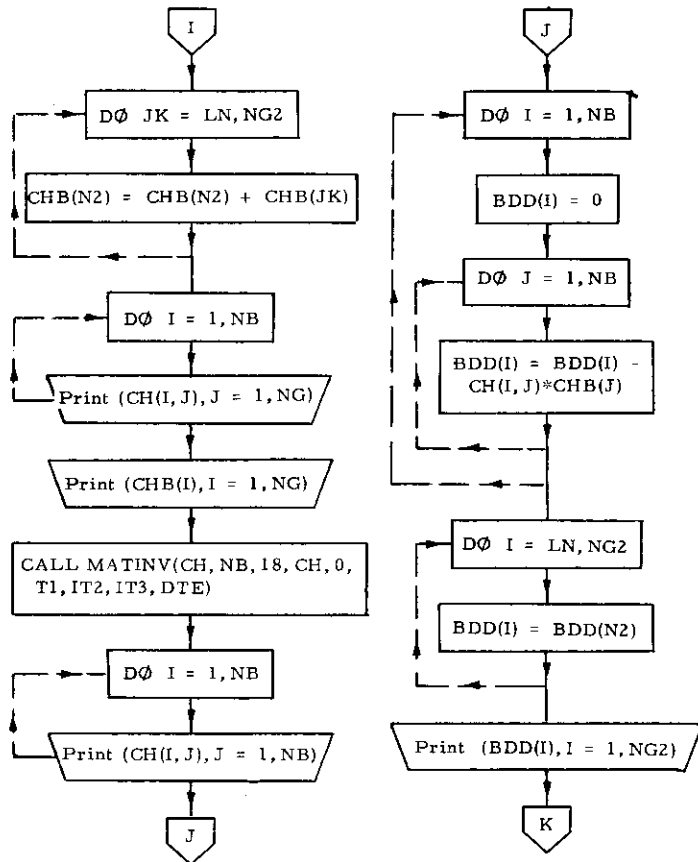 I
DØ JK = LN, NG2
CHB(N2) = CHB(N2) + CHB(JK)
DØ I = 1, NB
Print (CH(I, J), J = 1, NG)
Print (CHB(I), I = 1, NG)
CALL MATINV(CH, NB, 18, CH, 0,
T1, IT2, IT3, DTE)
DØ I = 1, NB
Print (CH(I, J), J = 1, NB)
J
J
DØ I = 1, NB
BDD(I) = 0
DØ J = 1, NB
BDD(I) = BDD(I) -
CH(I, J)*CHB(J)
DØ I = LN, NG2
BDD(I) = BDD(N2)
Print (BDD(I), I = 1, NG2)
K